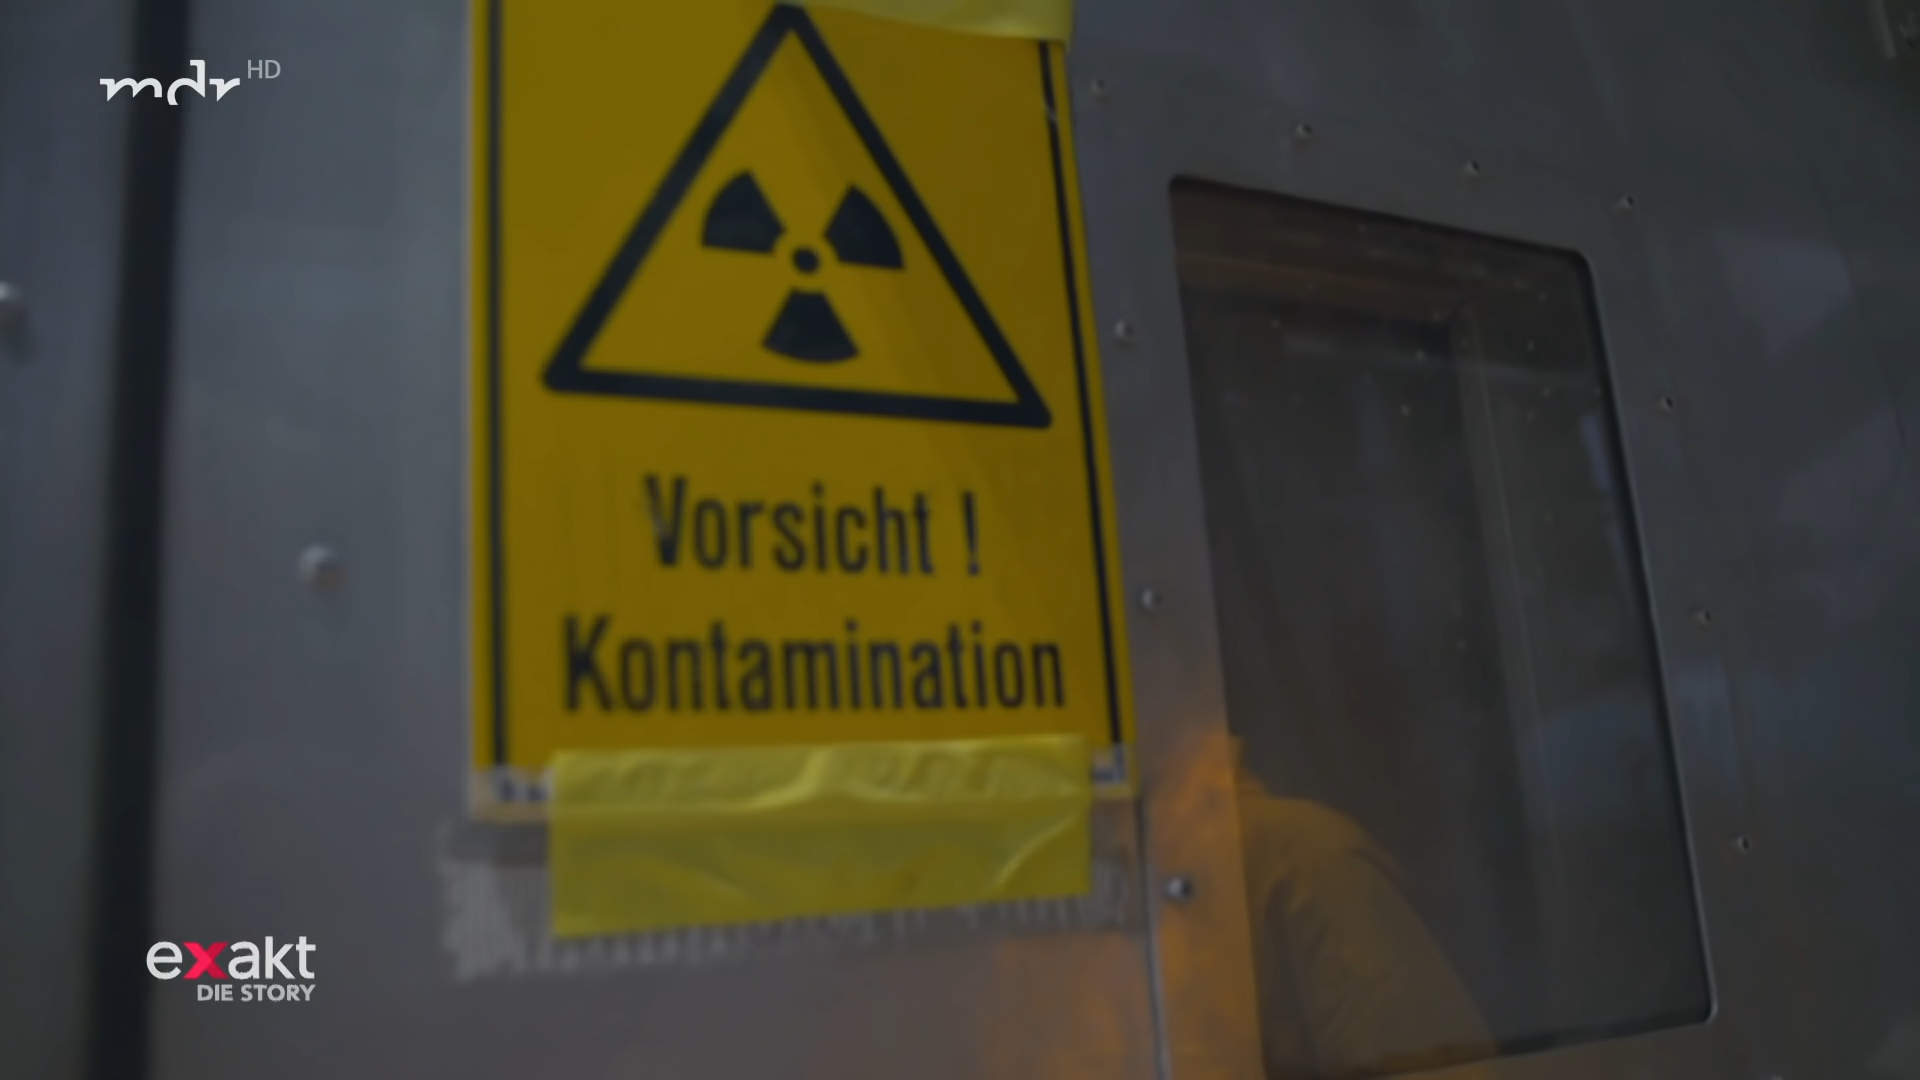 mdr HD
Vorsicht !
Kontamination
exakt
DIE STORY